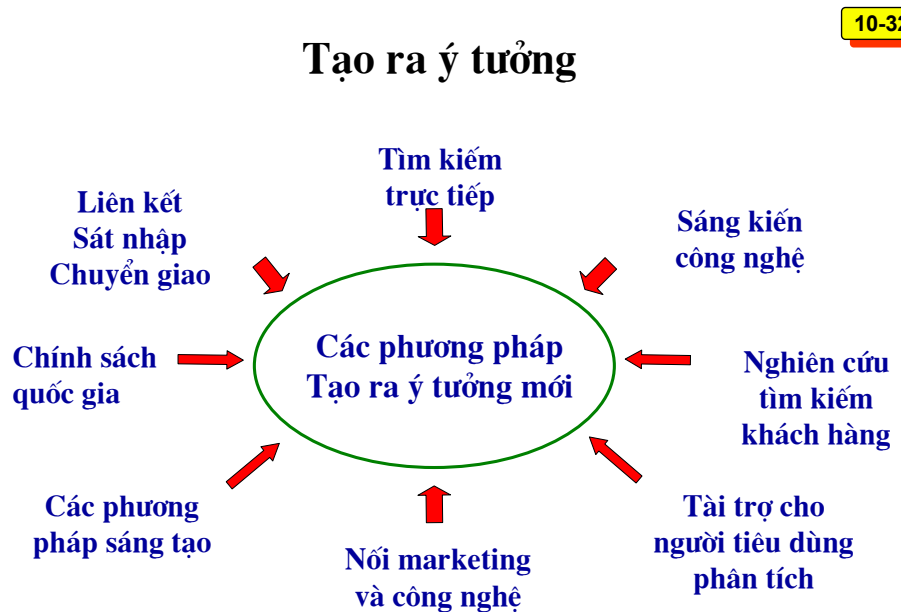 10-32
Tạo ra ý tưởng
Tìm kiếm
trực tiếp
Liên kết
Sát nhập
Chuyển giao
Sáng kiến
công nghệ
Các phương pháp
Tạo ra ý tưởng mới
Chính sách
quốc gia
Nghiên cứu
tìm kiếm
khách hàng
Các phương
pháp sáng tạo
Nối marketing
và công nghệ
Tài trợ cho
người tiêu dùng
phân tích